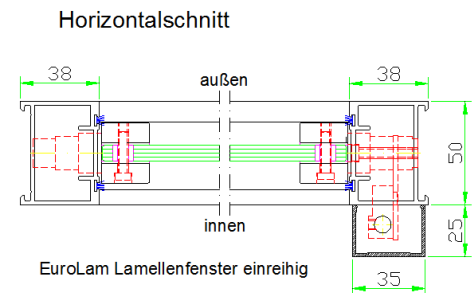 Horizontalschnitt
38
außen
38
50
innen
25
EuroLam Lamellenfenster einreihig
35